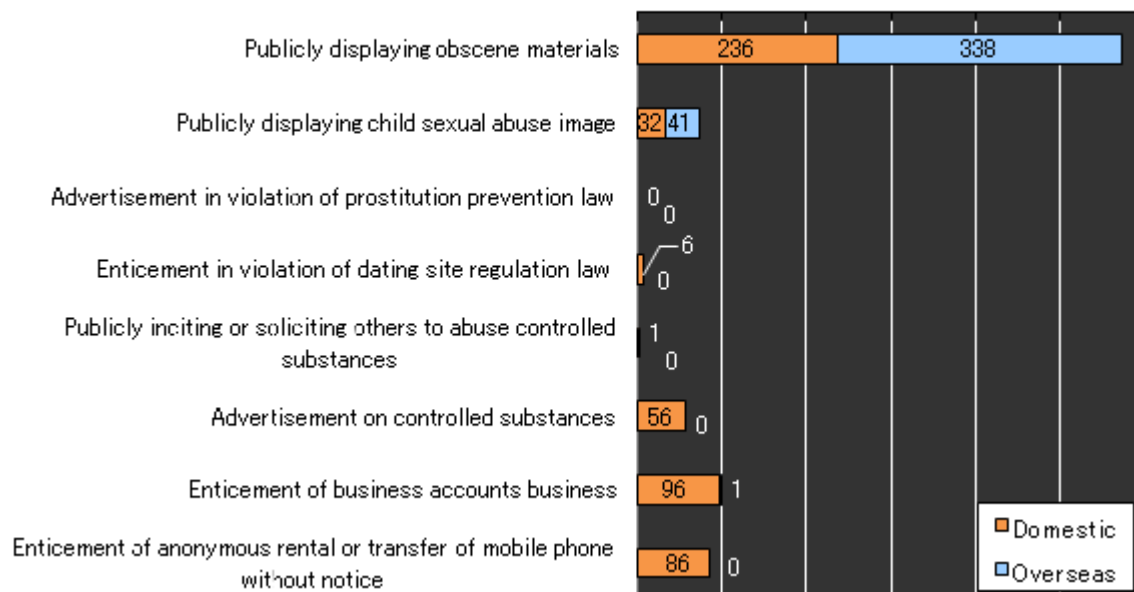 Publicly displaying obscene materials
236 338
Publicly displaying child sexual abuse image
32 41
Advertisement in violation of prostitution prevention law
0
0
Enticement in violation of dating site regulation law
6
0
Publicly inciting or soliciting others to abuse controlled
substances
1
0
Advertisement on controlled substances
56 0
Enticement of business accounts business
96 1
Enticement of anonymous rental or transfer of mobile phone
without notice
86 0
Domestic
Overseas